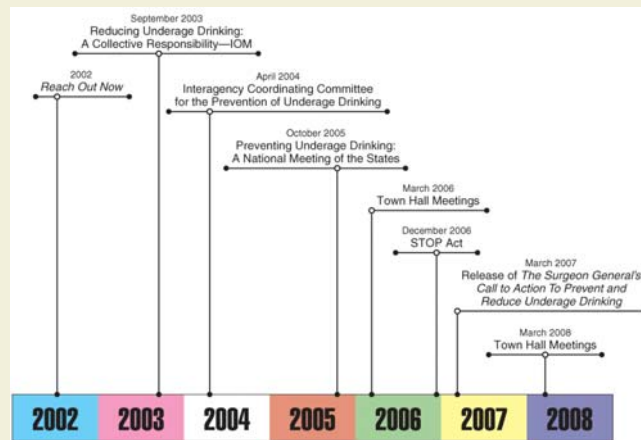 September 2003
Reducing Underage Drinking:
A Collective Responsibility—IOM
2002
Reach Out Now
April 2004
Interagency Coordinating Committee
for the Prevention of Underage Drinking
October 2005
Preventing Underage Drinking:
A National Meeting of the States
March 2006
Town Hall Meetings
December 2006
STOP Act
March 2007
Release of The Surgeon General's
Call to Action To Prevent and
Reduce Underage Drinking
March 2008
Town Hall Meetings
2002 2003 2004 2005 2006 2007 2008